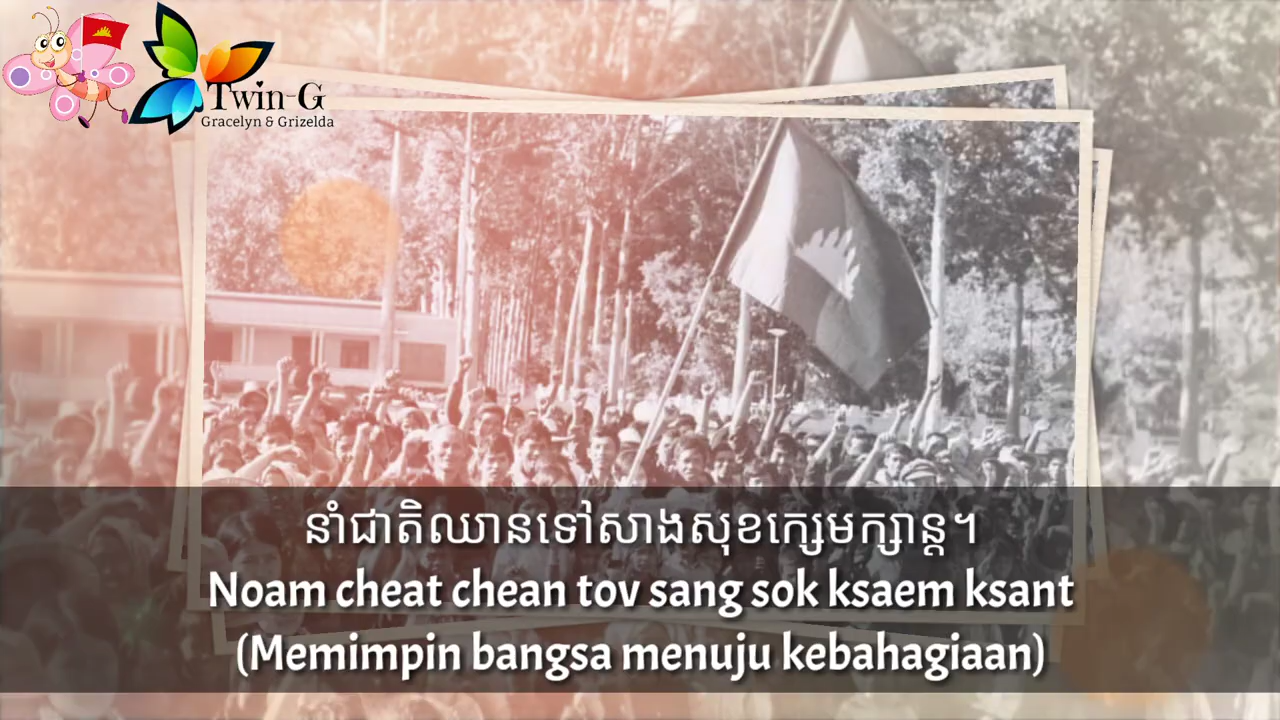 Twin-G
Gracelyn & Grizelda
នាំជាតិឈានទៅសាងសុខក្សេមក្សាន្ត។
Noam cheat chean tov sang sok ksaem ksant
(Memimpin bangsa menuju kebahagiaan)